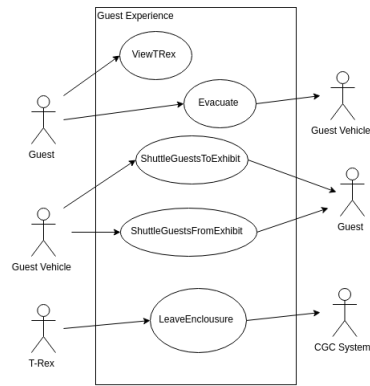 Guest Experience
ViewTRex
Evacuate
Guest
Guest Vehicle
ShuttleGuestsToExhibit
Guest
ShuttleGuestsFromExhibit
Guest Vehicle
LeaveEnclousure
T-Rex
CGC System